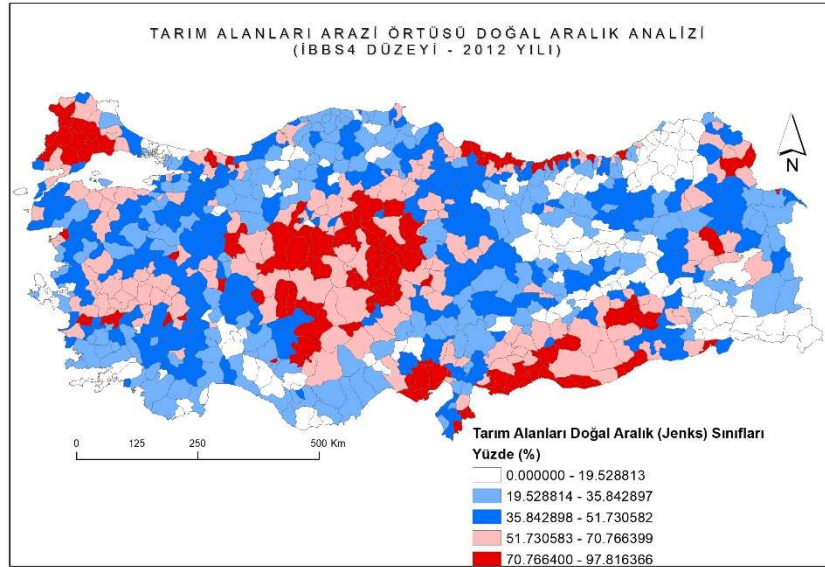 TARIM ALANLARI ARAZİ ÖRTÜSÜ DOĞAL ARALIK ANALİZİ
(İBBS4 DÜZEYİ - 2012 YILI)
N
0 125 250 500 Km
Tarım Alanları Doğal Aralık (Jenks) Sınıfları
Yüzde (%)
0.000000 - 19.528813
19.528814 - 35.842897
35.842898 - 51.730582
51.730583 - 70.766399
70.766400 - 97.816366